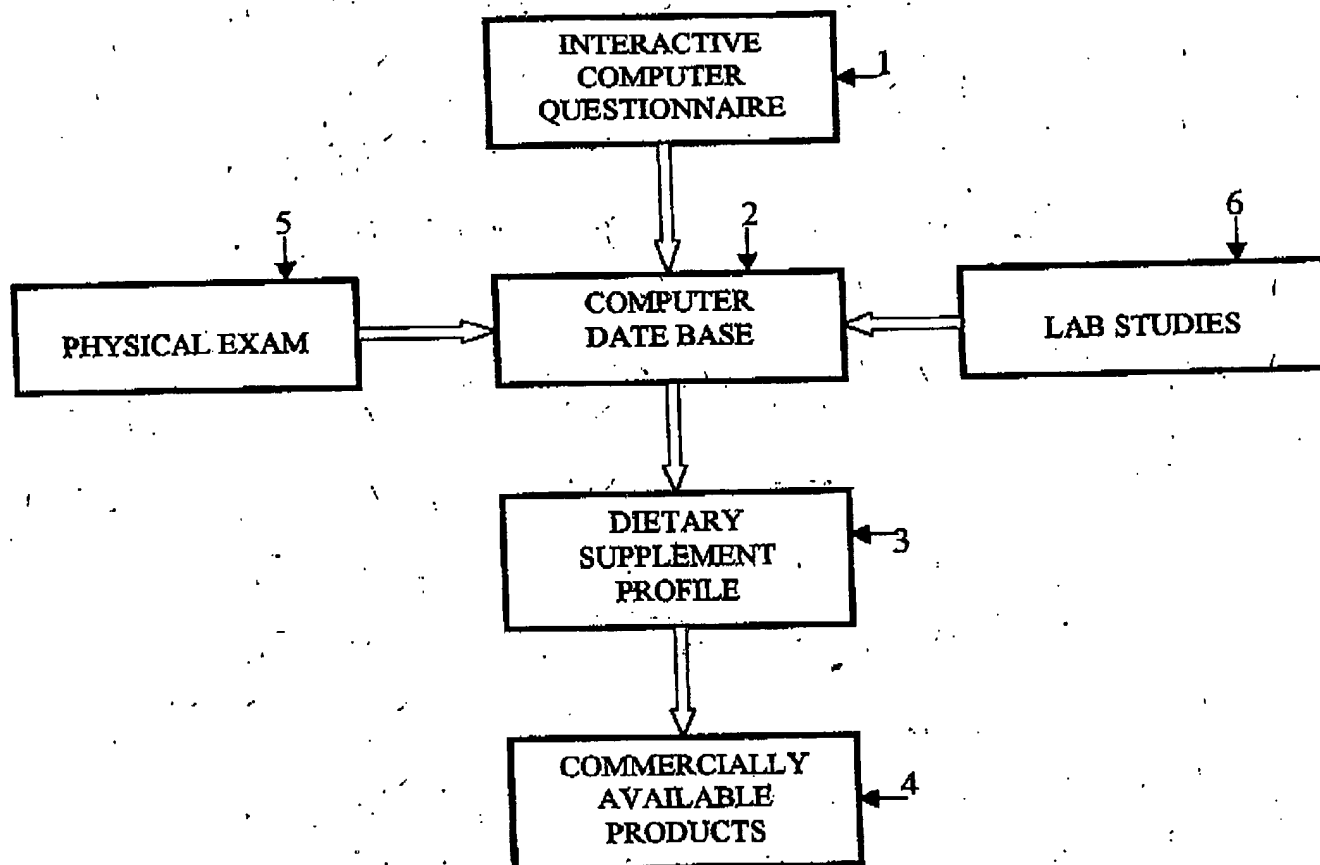 INTERACTIVE
COMPUTER
QUESTIONNAIRE
1
5
2
6
PHYSICAL EXAM
COMPUTER
DATE BASE
LAB STUDIES
DIETARY
SUPPLEMENT
PROFILE
3
COMMERCIALLY
AVAILABLE
PRODUCTS
4